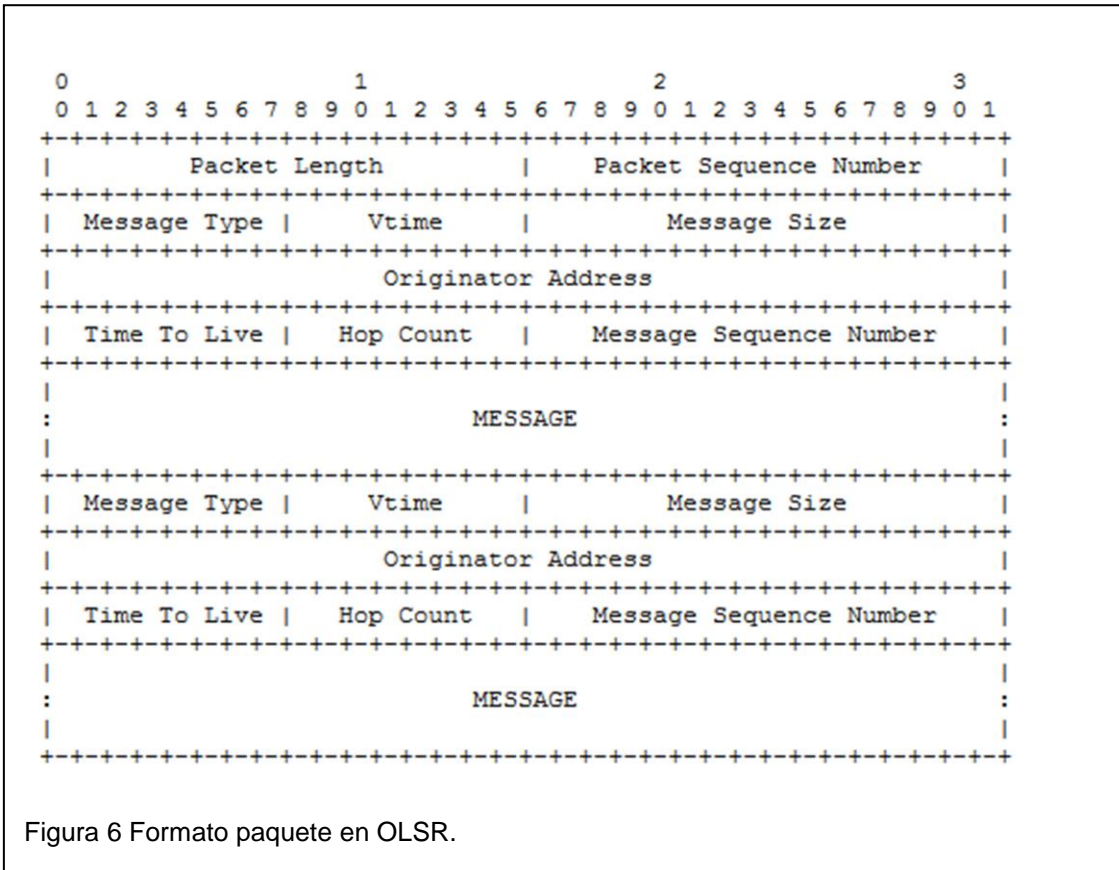 0 1 2 3
0 1 2 3 4 5 6 7 8 9 0 1 2 3 4 5 6 7 8 9 0 1 2 3 4 5 6 7 8 9 0 1
+-+-+-+-+-+-+-+-+-+-+-+-+-+-+-+-+-+-+-+-+-+-+-+-+-+-+-+-+-+-+-+-+
| Packet Length | Packet Sequence Number |
+-+-+-+-+-+-+-+-+-+-+-+-+-+-+-+-+-+-+-+-+-+-+-+-+-+-+-+-+-+-+-+-+
| Message Type | Vtime | Message Size |
+-+-+-+-+-+-+-+-+-+-+-+-+-+-+-+-+-+-+-+-+-+-+-+-+-+-+-+-+-+-+-+-+
| Originator Address |
+-+-+-+-+-+-+-+-+-+-+-+-+-+-+-+-+-+-+-+-+-+-+-+-+-+-+-+-+-+-+-+-+
| Time To Live | Hop Count | Message Sequence Number |
+-+-+-+-+-+-+-+-+-+-+-+-+-+-+-+-+-+-+-+-+-+-+-+-+-+-+-+-+-+-+-+-+
| |
: MESSAGE :
| |
+-+-+-+-+-+-+-+-+-+-+-+-+-+-+-+-+-+-+-+-+-+-+-+-+-+-+-+-+-+-+-+-+
| Message Type | Vtime | Message Size |
+-+-+-+-+-+-+-+-+-+-+-+-+-+-+-+-+-+-+-+-+-+-+-+-+-+-+-+-+-+-+-+-+
| Originator Address |
+-+-+-+-+-+-+-+-+-+-+-+-+-+-+-+-+-+-+-+-+-+-+-+-+-+-+-+-+-+-+-+-+
| Time To Live | Hop Count | Message Sequence Number |
+-+-+-+-+-+-+-+-+-+-+-+-+-+-+-+-+-+-+-+-+-+-+-+-+-+-+-+-+-+-+-+-+
| |
: MESSAGE :
| |
+-+-+-+-+-+-+-+-+-+-+-+-+-+-+-+-+-+-+-+-+-+-+-+-+-+-+-+-+-+-+-+-+
Figura 6 Formato paquete en OLSR.